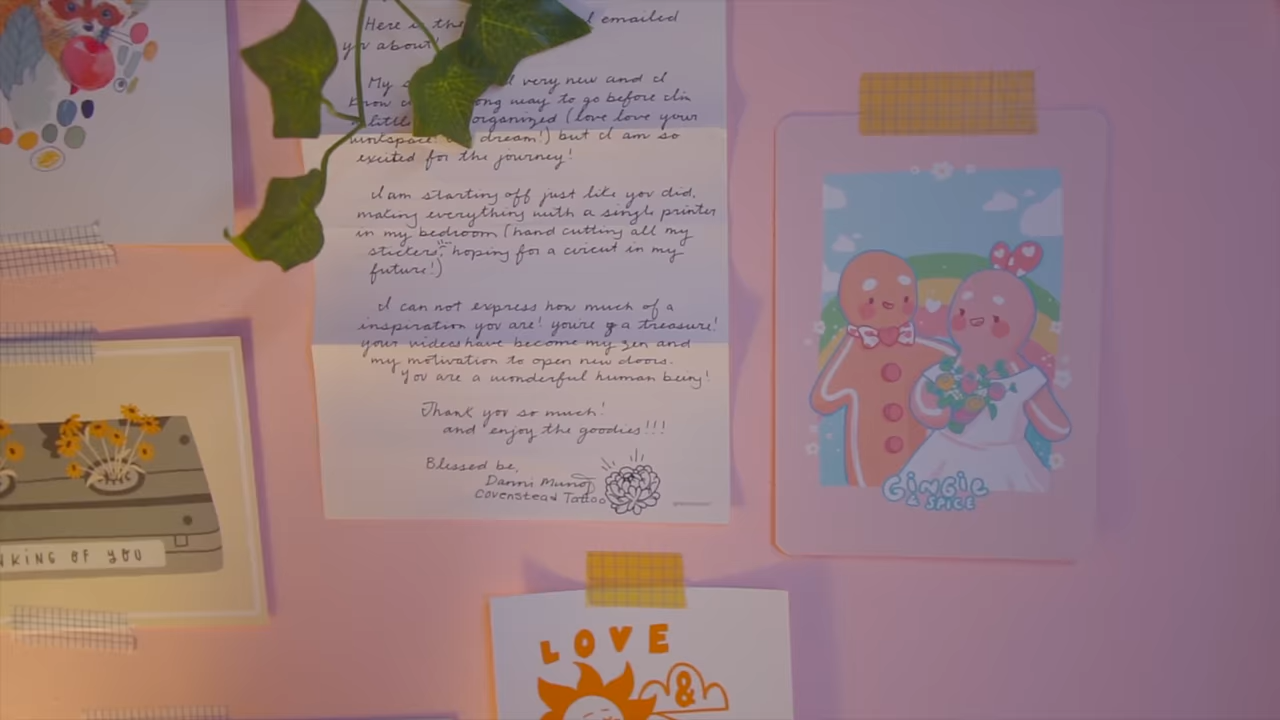 Here is the I emailed
you about!
My very new and I
know long way to go before I'm
a little organized (love love your
workspace! dream!) but I am so
excited for the journey!
I am starting off just like you did,
making everything with a single printer
in my bedroom (hand cutting all my
stickers, hoping for a cricut in my
future!)
I can not express how much of a
inspiration you are! you're a treasure!
your videos have become my zen and
my motivation to open new doors.
You are a wonderful human being!
Thank you so much!
and enjoy the goodies!!!
Blessed be,
Danni
Covenstead Tattoo
GINGIE
& SPICE
NKING OF YOU
LOVE
&